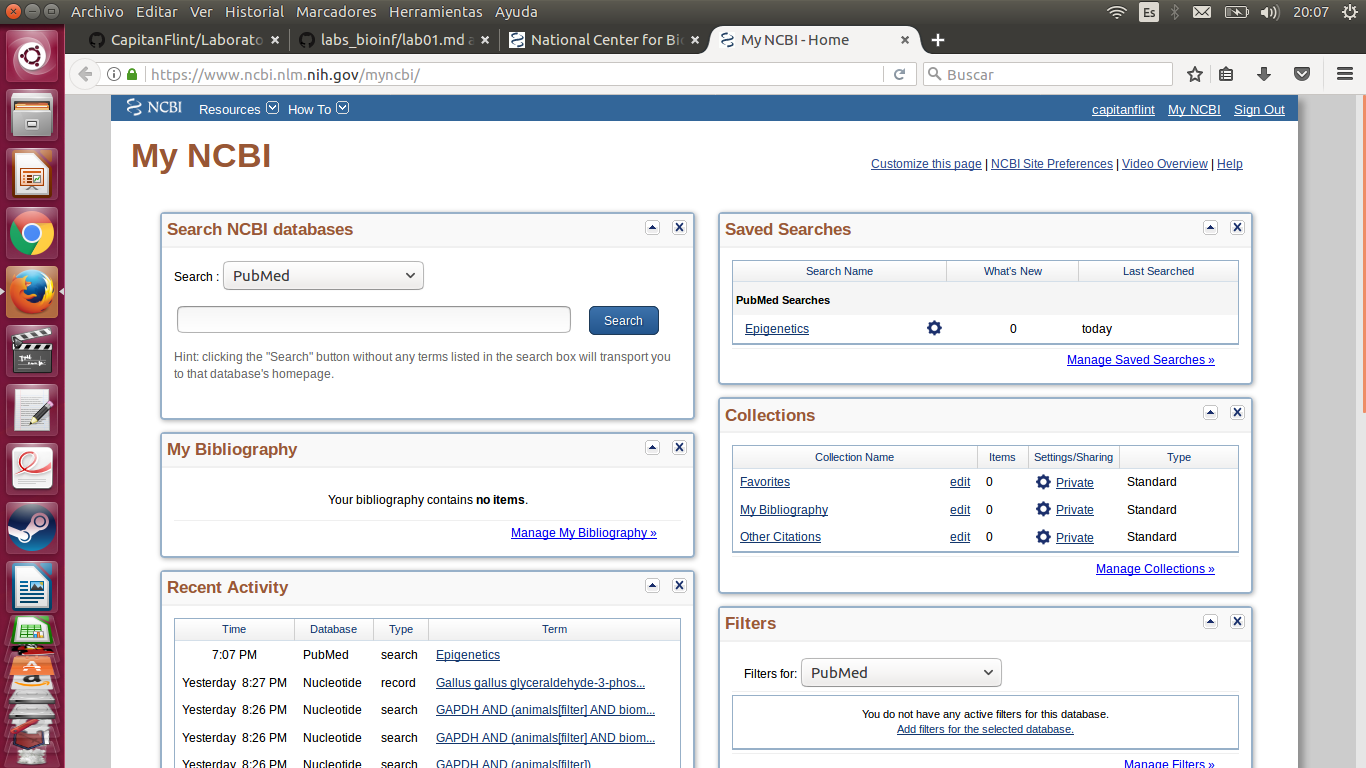 Archivo Editar Ver Historial Marcadores Herramientas Ayuda
Es
20:07
CapitanFlint/Laborato
labs_bioinf/lab01.md a
National Center for Bio
My NCBI - Home
https://www.ncbi.nlm.nih.gov/myncbi/
Buscar
NCBI Resources How To
capitanflint My NCBI Sign Out
My NCBI
Customize this page | NCBI Site Preferences | Video Overview | Help
Search NCBI databases
Search : PubMed
Search
Hint: clicking the "Search" button without any terms listed in the search box will transport you
to that database's homepage.
My Bibliography
Your bibliography contains no items.
Manage My Bibliography »
Recent Activity
Time Database Type Term
7:07 PM PubMed search Epigenetics
Yesterday 8:27 PM Nucleotide record Gallus gallus glyceraldehyde-3-phos...
Yesterday 8:26 PM Nucleotide search GAPDH AND (animals[filter] AND biom...
Yesterday 8:26 PM Nucleotide search GAPDH AND (animals[filter] AND biom...
Yesterday 8:26 PM Nucleotide search GAPDH AND (animals[filter])
Saved Searches
Search Name What's New Last Searched
PubMed Searches
Epigenetics 0 today
Manage Saved Searches »
Collections
Collection Name Items Settings/Sharing Type
Favorites edit 0 Private Standard
My Bibliography edit 0 Private Standard
Other Citations edit 0 Private Standard
Manage Collections »
Filters
Filters for: PubMed
You do not have any active filters for this database.
Add filters for the selected database.
Manage Filters »